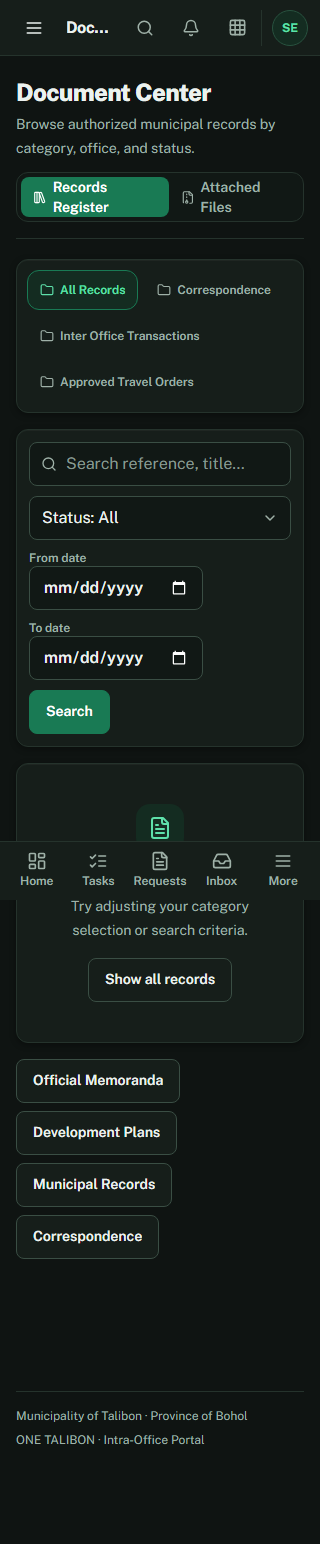 Doc...
SE
Document Center
Browse authorized municipal records by
category, office, and status.
Records
Register
Attached
Files
All Records
Correspondence
Inter Office Transactions
Approved Travel Orders
Search reference, title...
Status: All
From date
mm/dd/yyyy
To date
mm/dd/yyyy
Search
Home
Tasks
Requests
Inbox
More
Try adjusting your category
selection or search criteria.
Show all records
Official Memoranda
Development Plans
Municipal Records
Correspondence
Municipality of Talibon · Province of Bohol
ONE TALIBON · Intra-Office Portal